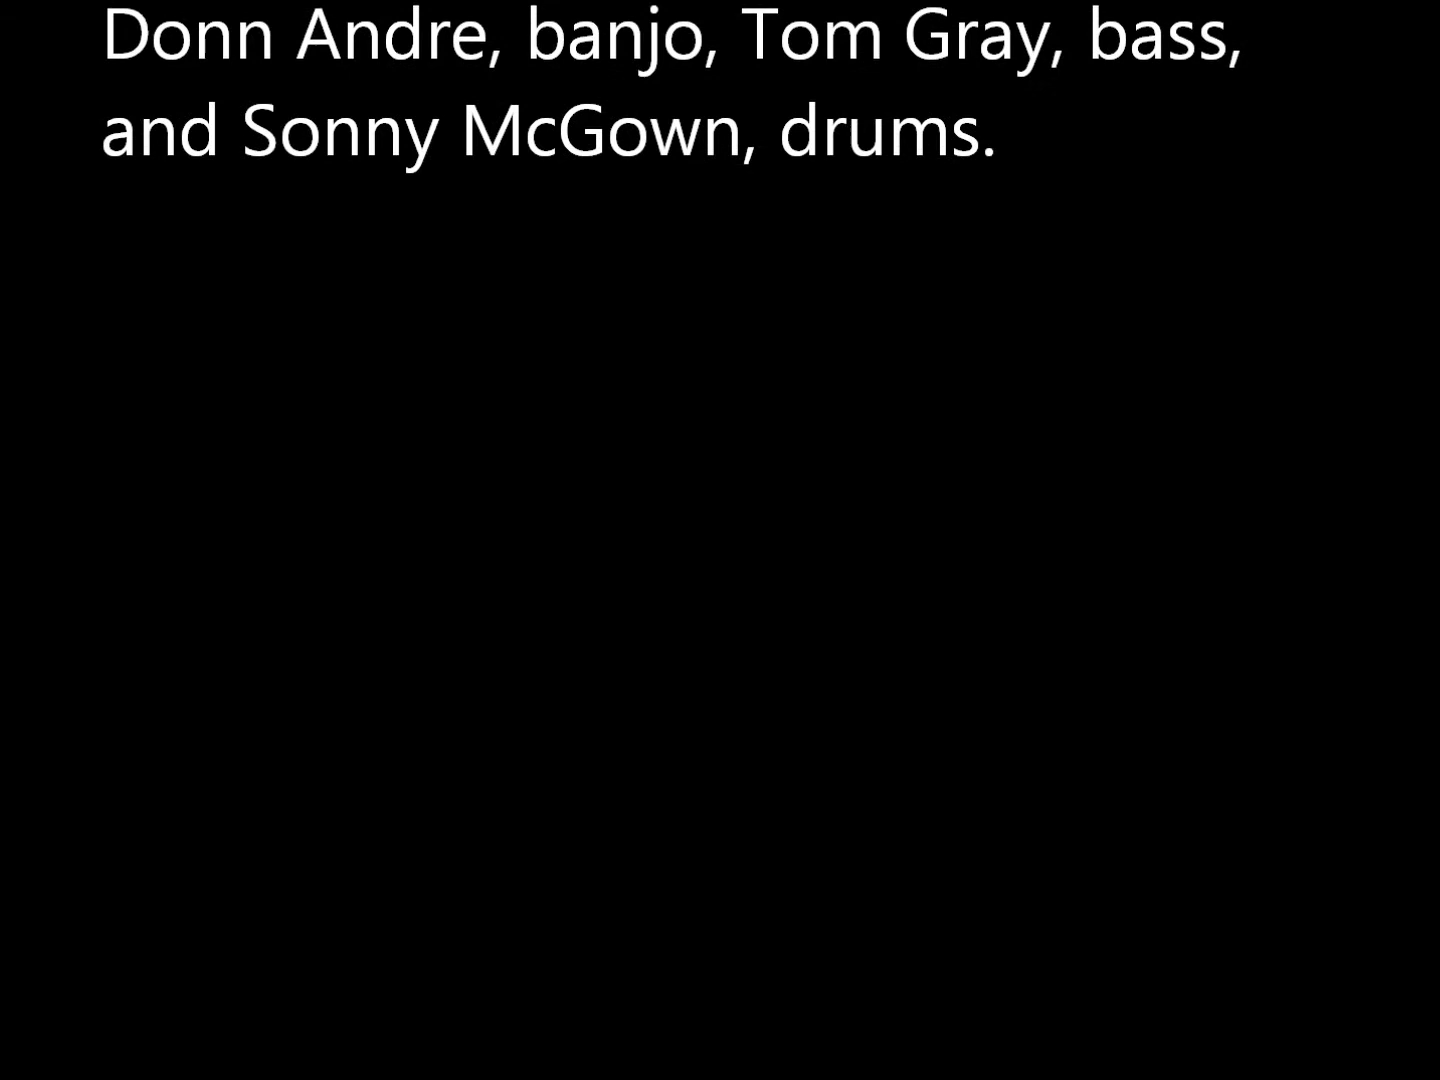 Donn Andre, banjo, Tom Gray, bass,
and Sonny McGown, drums.